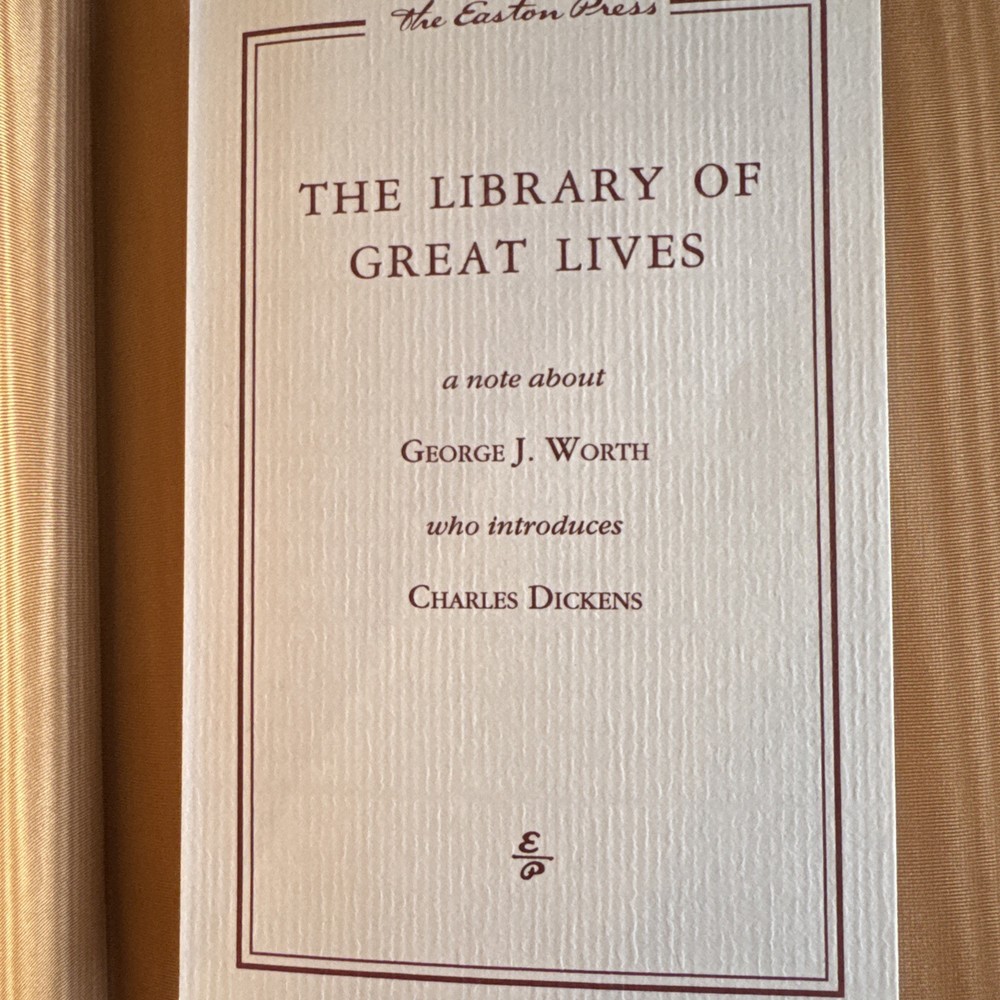 the Easton Press
THE LIBRARY OF
GREAT LIVES
a note about
GEORGE J. WORTH
who introduces
CHARLES DICKENS
E
P